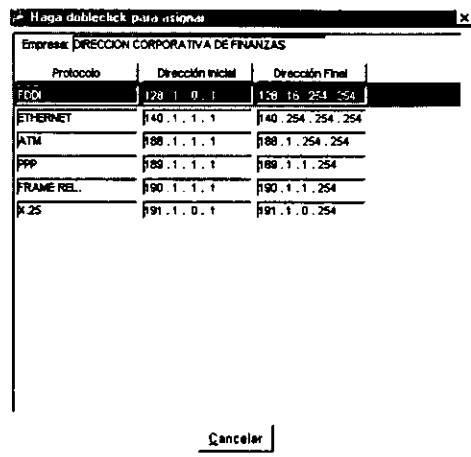 Haga dobleclick para asignar
Empresa: DIRECCION CORPORATIVA DE FINANZAS
Protocolo Dirección Inicial Dirección Final
FDDI 128 . 1 . 0 . 1 128 . 16 . 254 . 254
ETHERNET 140 . 1 . 1 . 1 140 . 254 . 254 . 254
ATM 188 . 1 . 1 . 1 188 . 1 . 254 . 254
PPP 189 . 1 . 1 . 1 189 . 1 . 1 . 254
FRAME REL. 190 . 1 . 1 . 1 190 . 1 . 1 . 254
X.25 191 . 1 . 0 . 1 191 . 1 . 0 . 254
Cancelar